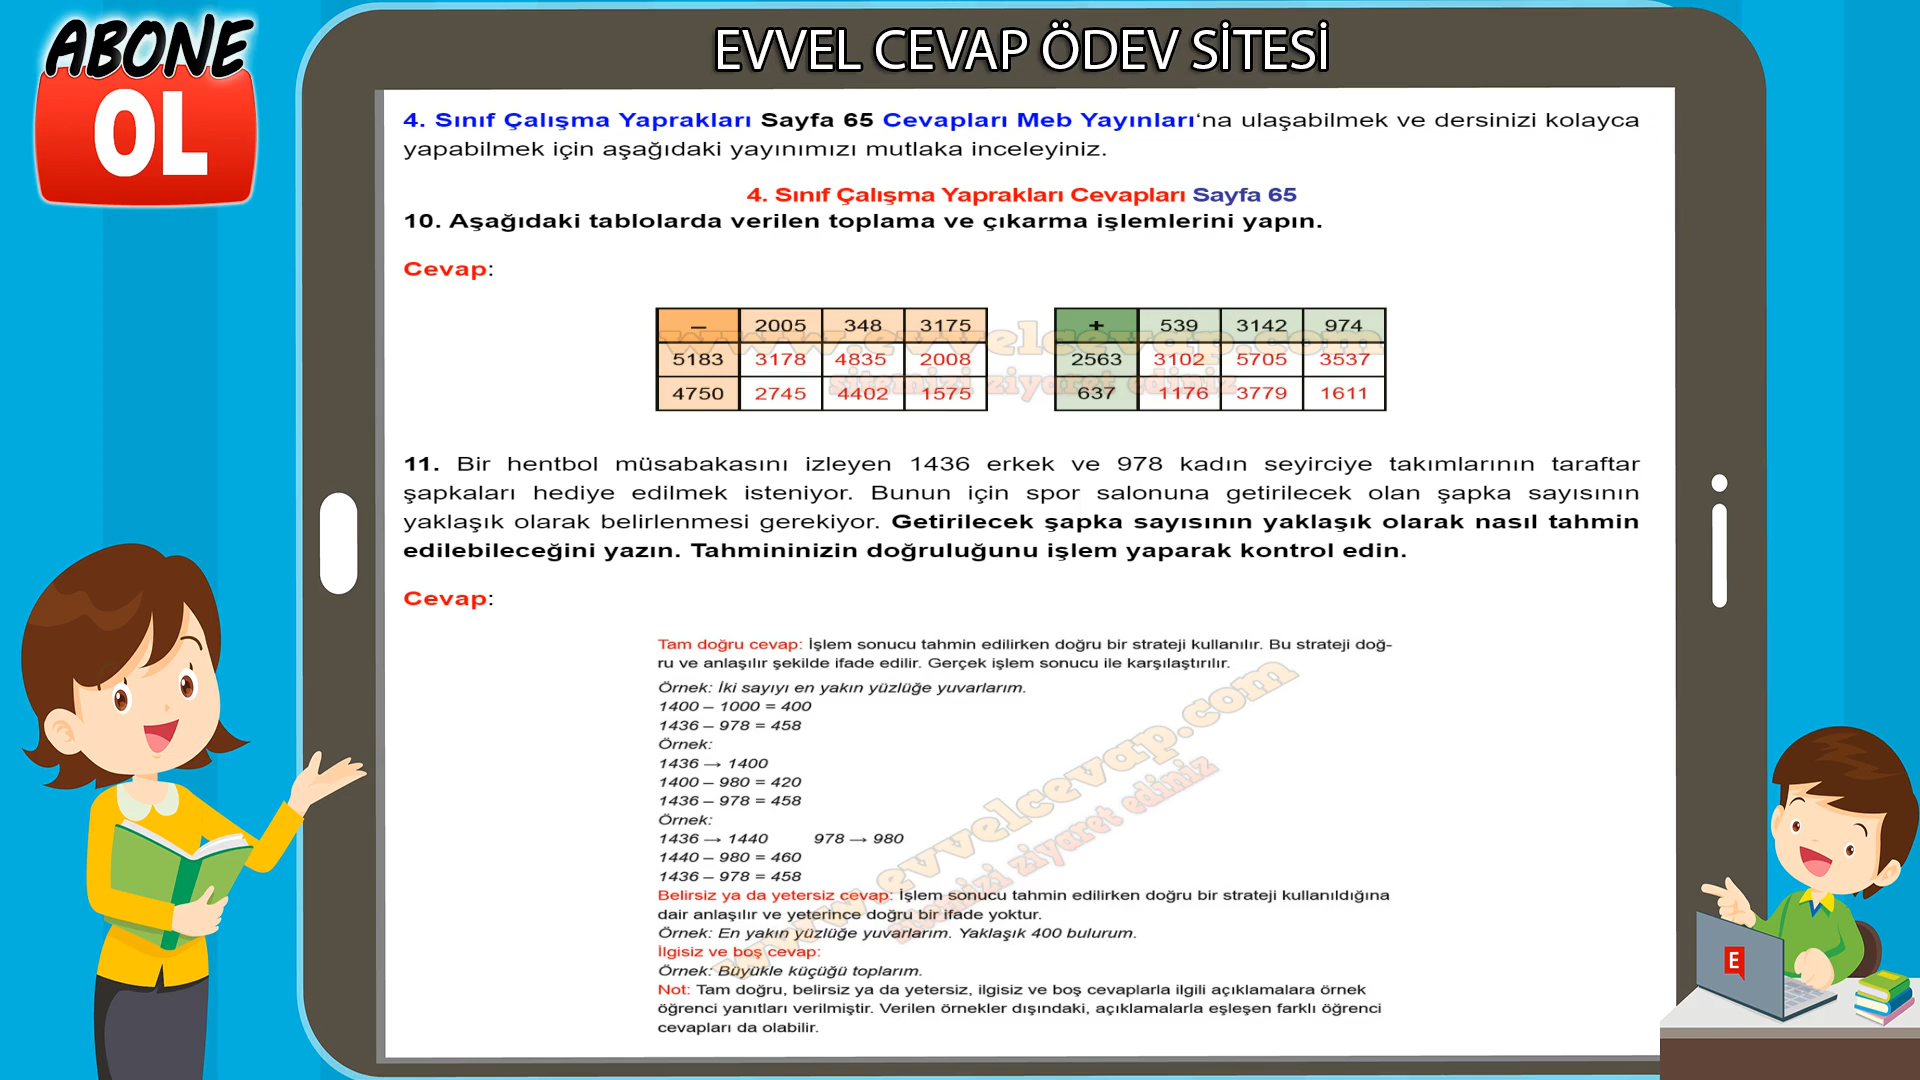 ABONE
OL
EVVEL CEVAP ÖDEV SİTESİ
4. Sınıf Çalışma Yaprakları Sayfa 65 Cevapları Meb Yayınları‘na ulaşabilmek ve dersinizi kolayca
yapabilmek için aşağıdaki yayınımızı mutlaka inceleyiniz.
4. Sınıf Çalışma Yaprakları Cevapları Sayfa 65
10. Aşağıdaki tablolarda verilen toplama ve çıkarma işlemlerini yapın.
Cevap:
– 2005 348 3175
5183 3178 4835 2008
4750 2745 4402 1575
+ 539 3142 974
2563 3102 5705 3537
637 1176 3779 1611
www.evvelcevap.com
sitemizi ziyaret ediniz
11. Bir hentbol müsabakasını izleyen 1436 erkek ve 978 kadın seyirciye takımlarının taraftar
şapkaları hediye edilmek isteniyor. Bunun için spor salonuna getirilecek olan şapka sayısının
yaklaşık olarak belirlenmesi gerekiyor. Getirilecek şapka sayısının yaklaşık olarak nasıl tahmin
edilebileceğini yazın. Tahmininizin doğruluğunu işlem yaparak kontrol edin.
Cevap:
Tam doğru cevap: İşlem sonucu tahmin edilirken doğru bir strateji kullanılır. Bu strateji doğ-
ru ve anlaşılır şekilde ifade edilir. Gerçek işlem sonucu ile karşılaştırılır.
Örnek: İki sayıyı en yakın yüzlüğe yuvarlarım.
1400 – 1000 = 400
1436 – 978 = 458
Örnek:
1436 → 1400
1400 – 980 = 420
1436 – 978 = 458
Örnek:
1436 → 1440 978 → 980
1440 – 980 = 460
1436 – 978 = 458
Belirsiz ya da yetersiz cevap: İşlem sonucu tahmin edilirken doğru bir strateji kullanıldığına
dair anlaşılır ve yeterince doğru bir ifade yoktur.
Örnek: En yakın yüzlüğe yuvarlarım. Yaklaşık 400 bulurum.
İlgisiz ve boş cevap:
Örnek: Büyükle küçüğü toplarım.
Not: Tam doğru, belirsiz ya da yetersiz, ilgisiz ve boş cevaplarla ilgili açıklamalara örnek
öğrenci yanıtları verilmiştir. Verilen örnekler dışındaki, açıklamalarla eşleşen farklı öğrenci
cevapları da olabilir.
www.evvelcevap.com
sitemizi ziyaret ediniz
E